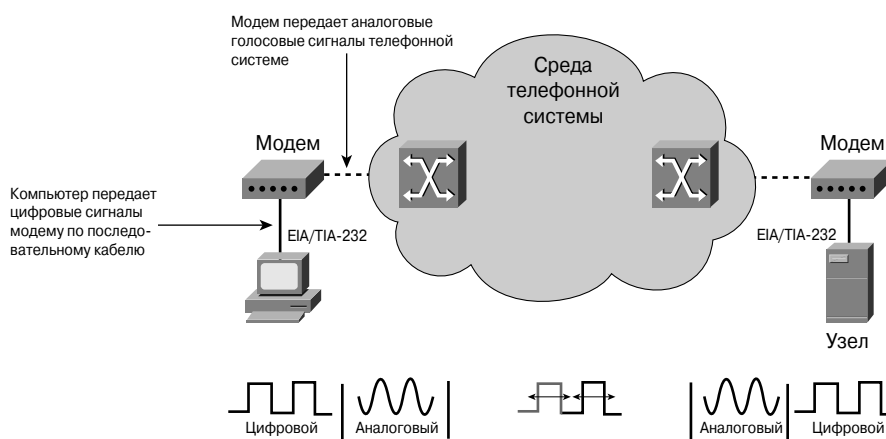 Модем передает аналоговые
голосовые сигналы телефонной
системе
Среда
телефонной
системы
Модем
Модем
Компьютер передает
цифровые сигналы
модему по последо-
вательному кабелю
EIA/TIA-232
EIA/TIA-232
Узел
Цифровой
Аналоговый
Аналоговый
Цифровой